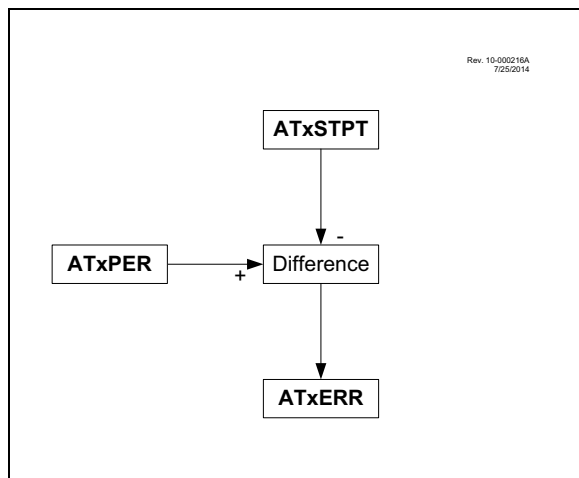 Rev. 10-000216A
7/25/2014
ATxSTPT
-
ATxPER
+
Difference
ATxERR